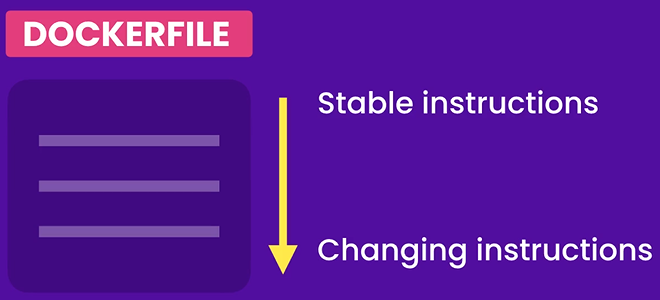 DOCKERFILE
Stable instructions
Changing instructions